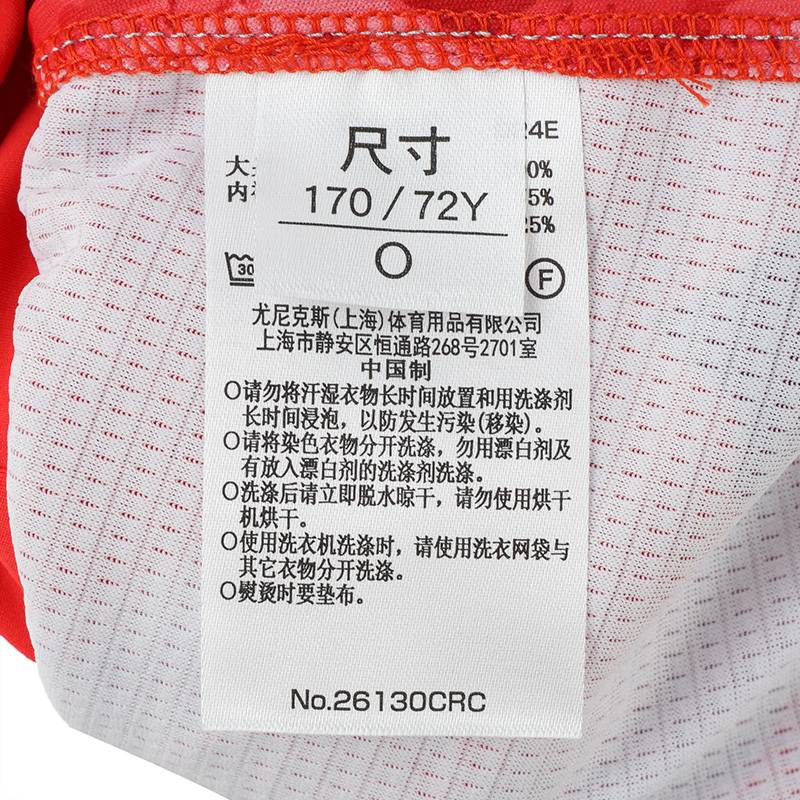 尺寸
170 / 72Y
O
24E
大
0%
内
5%
25%
30
F
尤尼克斯(上海)体育用品有限公司
上海市静安区恒通路268号2701室
中国制
○请勿将汗湿衣物长时间放置和用洗涤剂
长时间浸泡，以防发生污染(移染)。
○请将染色衣物分开洗涤，勿用漂白剂及
有放入漂白剂的洗涤剂洗涤。
○洗涤后请立即脱水晾干，请勿使用烘干
机烘干。
○使用洗衣机洗涤时，请使用洗衣网袋与
其它衣物分开洗涤。
○熨烫时要垫布。
No.26130CRC